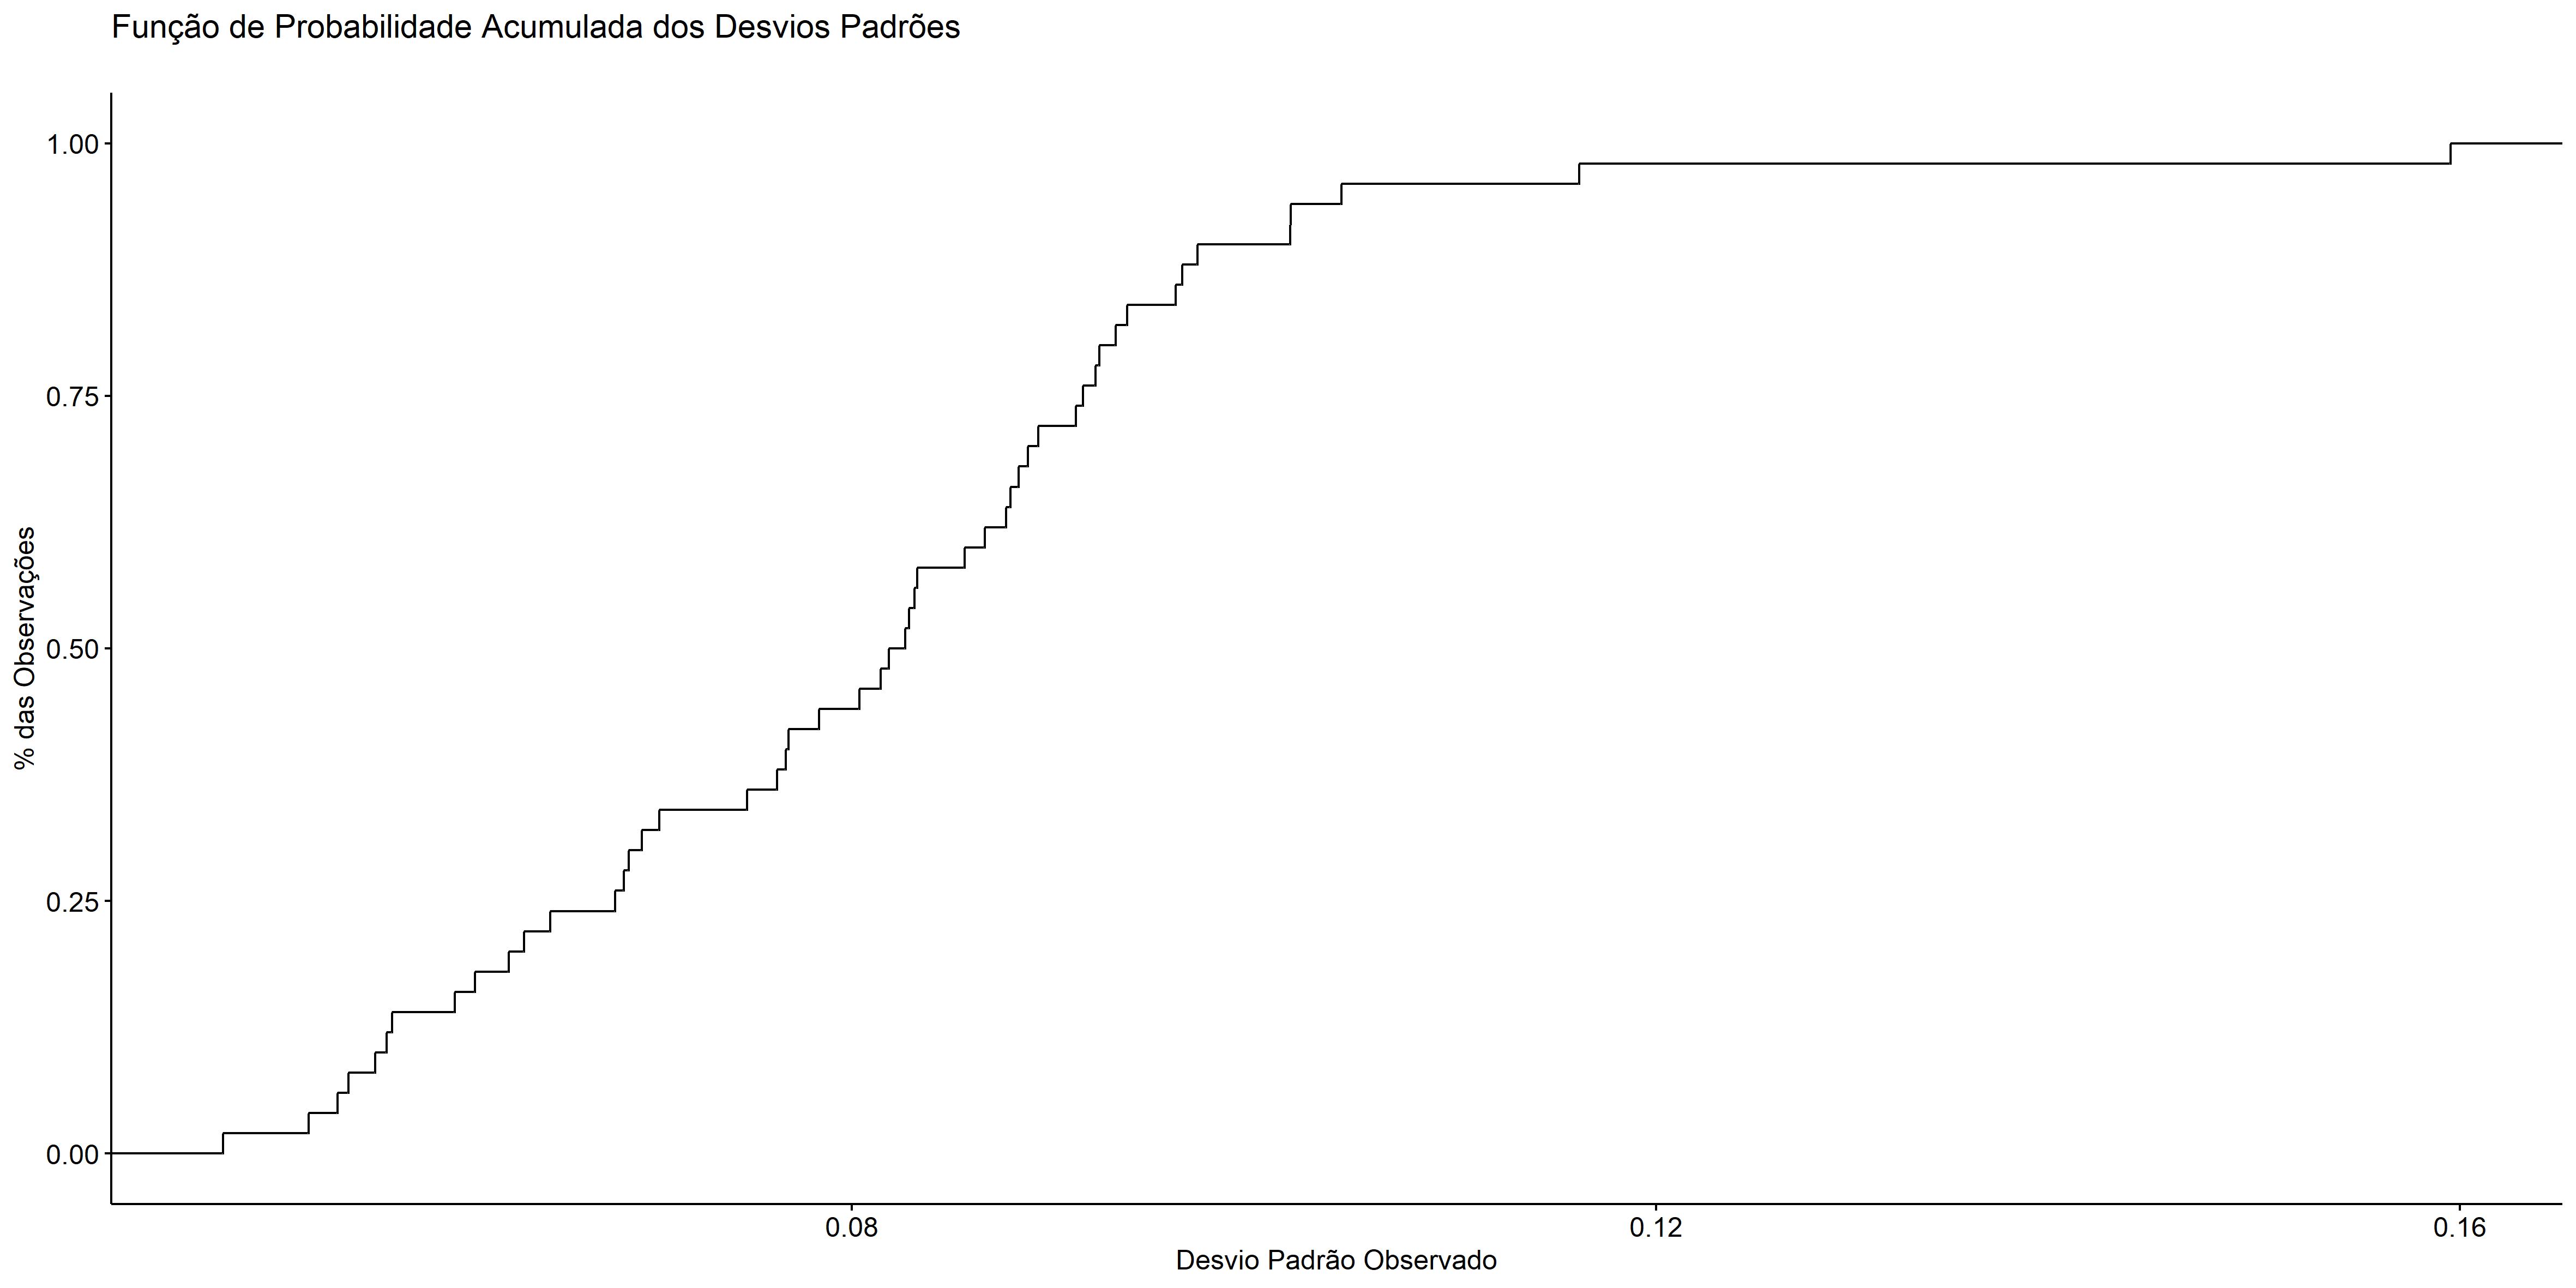 Função de Probabilidade Acumulada dos Desvios Padrões
1.00
0.75
0.50
0.25
0.00
% das Observações
0.08
0.12
0.16
Desvio Padrão Observado